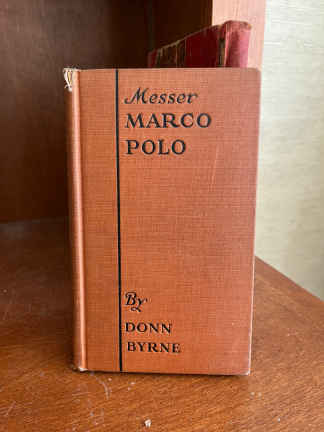 Messer
MARCO
POLO
By
DONN
BYRNE